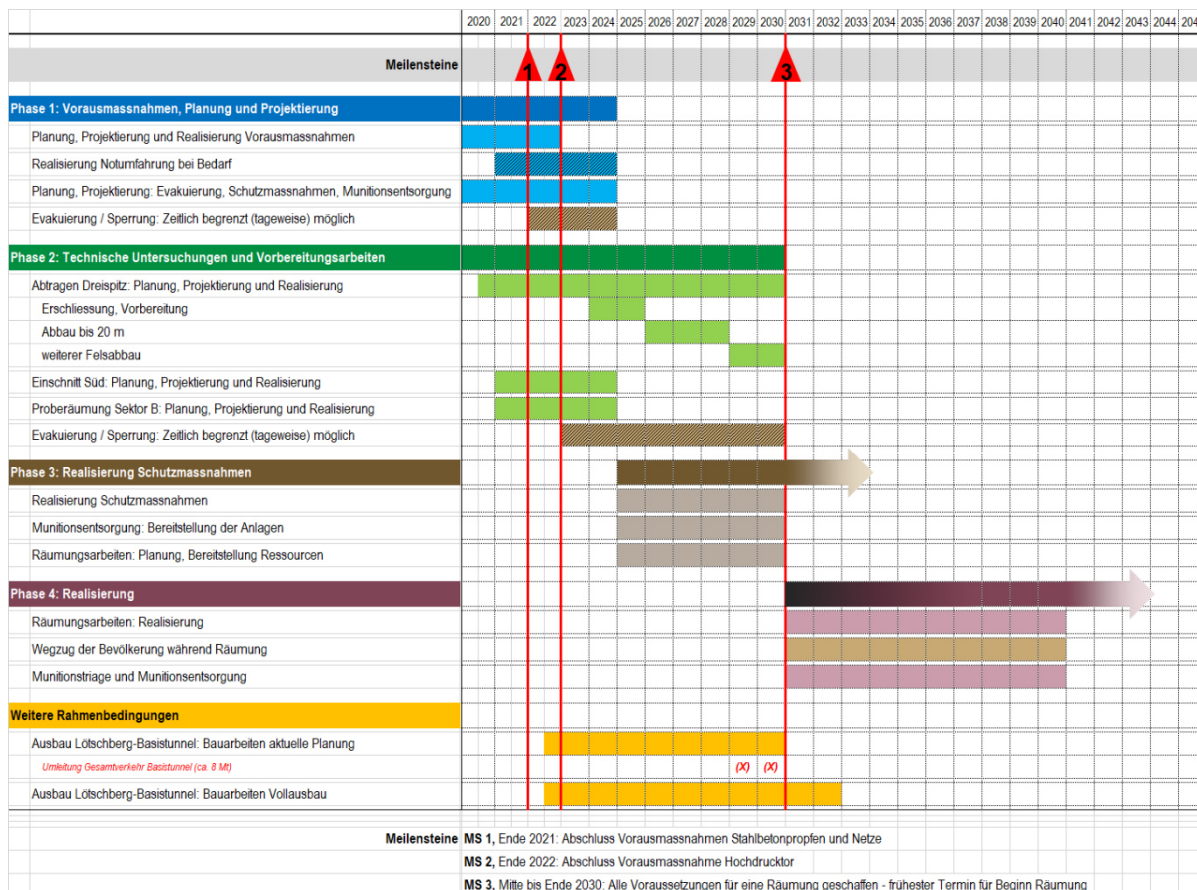 2020 2021 2022 2023 2024 2025 2026 2027 2028 2029 2030 2031 2032 2033 2034 2035 2036 2037 2038 2039 2040 2041 2042 2043 2044 204
Meilensteine 1 2 3
Phase 1: Vorausmassnahmen, Planung und Projektierung
Planung, Projektierung und Realisierung Vorausmassnahmen
Realisierung Notumfahrung bei Bedarf
Planung, Projektierung: Evakuierung, Schutzmassnahmen, Munitionsentsorgung
Evakuierung / Sperrung: Zeitlich begrenzt (tageweise) möglich
Phase 2: Technische Untersuchungen und Vorbereitungsarbeiten
Abtragen Dreispitz: Planung, Projektierung und Realisierung
Erschliessung, Vorbereitung
Abbau bis 20 m
weiterer Felsabbau
Einschnitt Süd: Planung, Projektierung und Realisierung
Proberäumung Sektor B: Planung, Projektierung und Realisierung
Evakuierung / Sperrung: Zeitlich begrenzt (tageweise) möglich
Phase 3: Realisierung Schutzmassnahmen
Realisierung Schutzmassnahmen
Munitionsentsorgung: Bereitstellung der Anlagen
Räumungsarbeiten: Planung, Bereitstellung Ressourcen
Phase 4: Realisierung
Räumungsarbeiten: Realisierung
Wegzug der Bevölkerung während Räumung
Munitionstriage und Munitionsentsorgung
Weitere Rahmenbedingungen
Ausbau Lötschberg-Basistunnel: Bauarbeiten aktuelle Planung
Umleitung Gesamtverkehr Basistunnel (ca. 8 Mt) (X) (X)
Ausbau Lötschberg-Basistunnel: Bauarbeiten Vollausbau
Meilensteine MS 1, Ende 2021: Abschluss Vorausmassnahmen Stahlbetonpropfen und Netze
MS 2, Ende 2022: Abschluss Vorausmassnahme Hochdrucktor
MS 3, Mitte bis Ende 2030: Alle Voraussetzungen für eine Räumung geschaffen - frühester Termin für Beginn Räumung